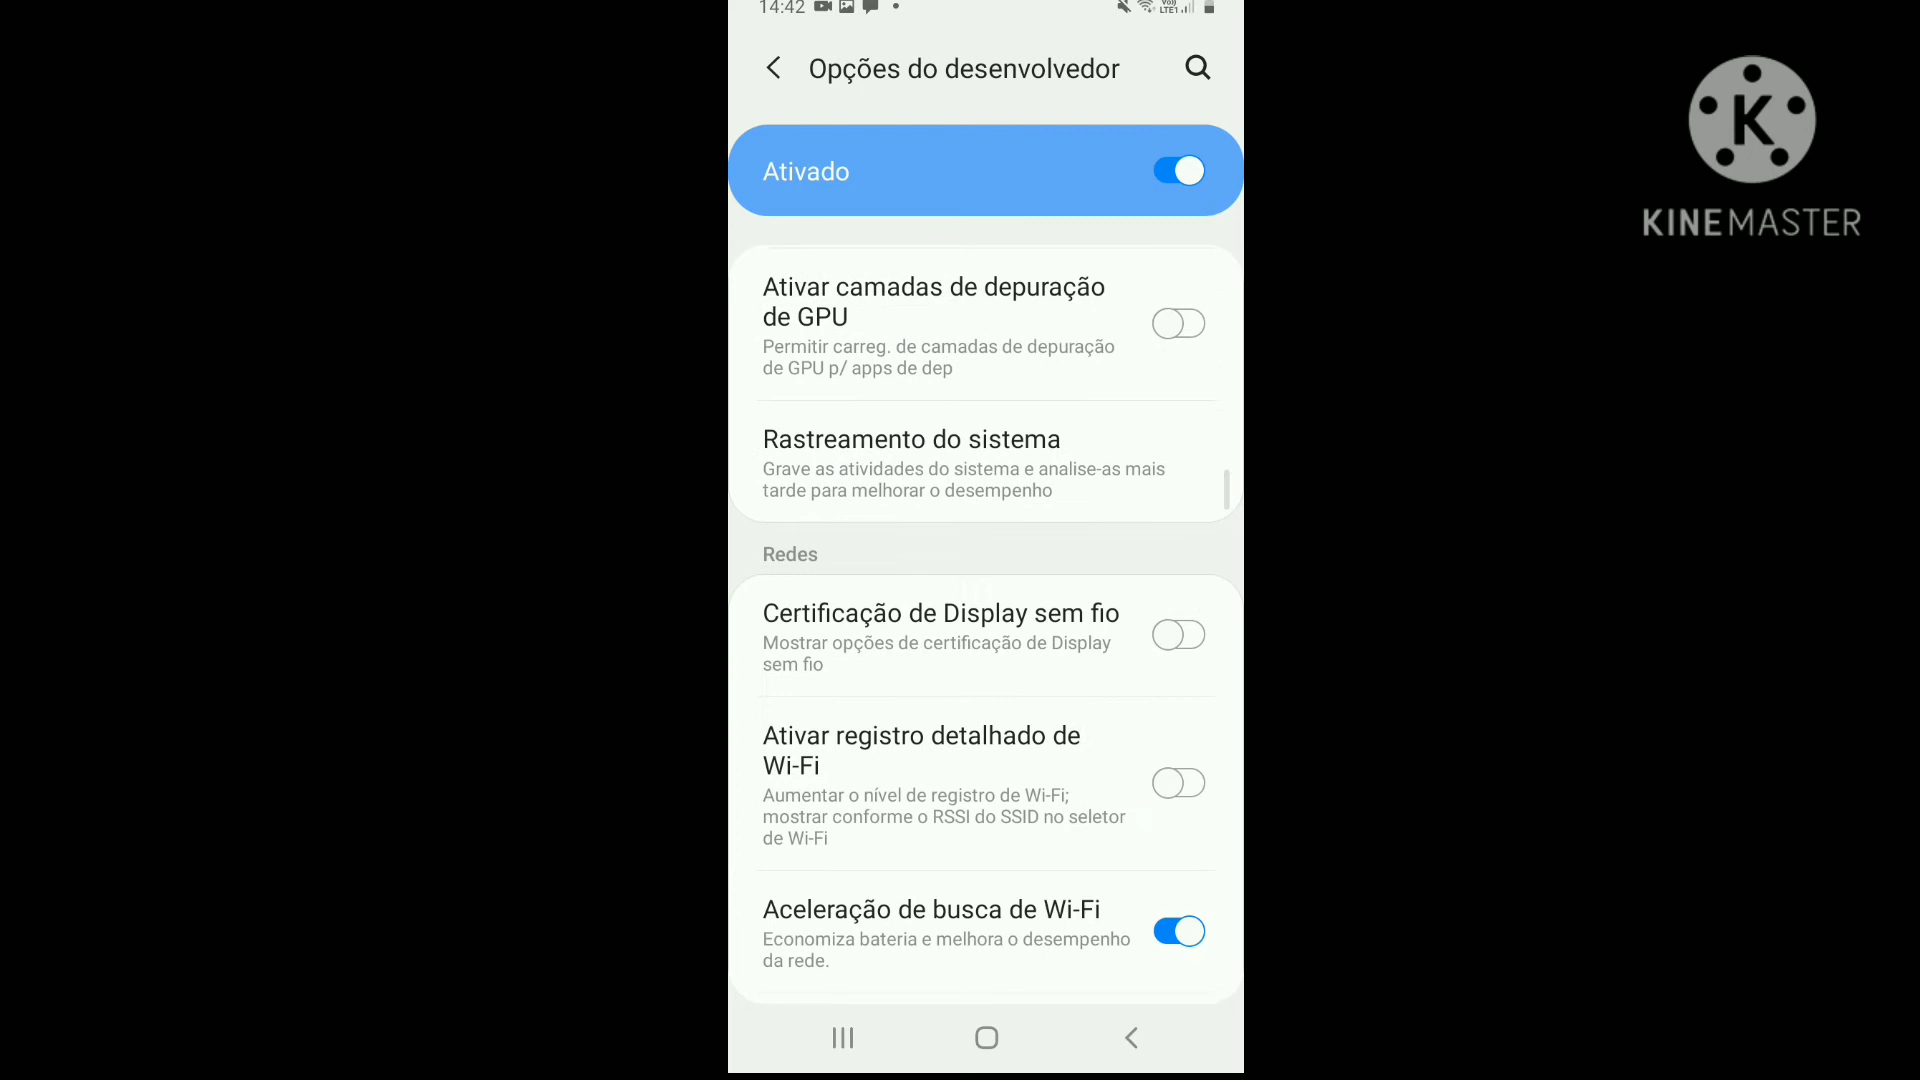 14:42
LTE1
Opções do desenvolvedor
K
KINEMASTER
Ativado
Ativar camadas de depuração
de GPU
Permitir carreg. de camadas de depuração
de GPU p/ apps de dep
Rastreamento do sistema
Grave as atividades do sistema e analise-as mais
tarde para melhorar o desempenho
Redes
Certificação de Display sem fio
Mostrar opções de certificação de Display
sem fio
Ativar registro detalhado de
Wi-Fi
Aumentar o nível de registro de Wi-Fi;
mostrar conforme o RSSI do SSID no seletor
de Wi-Fi
Aceleração de busca de Wi-Fi
Economiza bateria e melhora o desempenho
da rede.